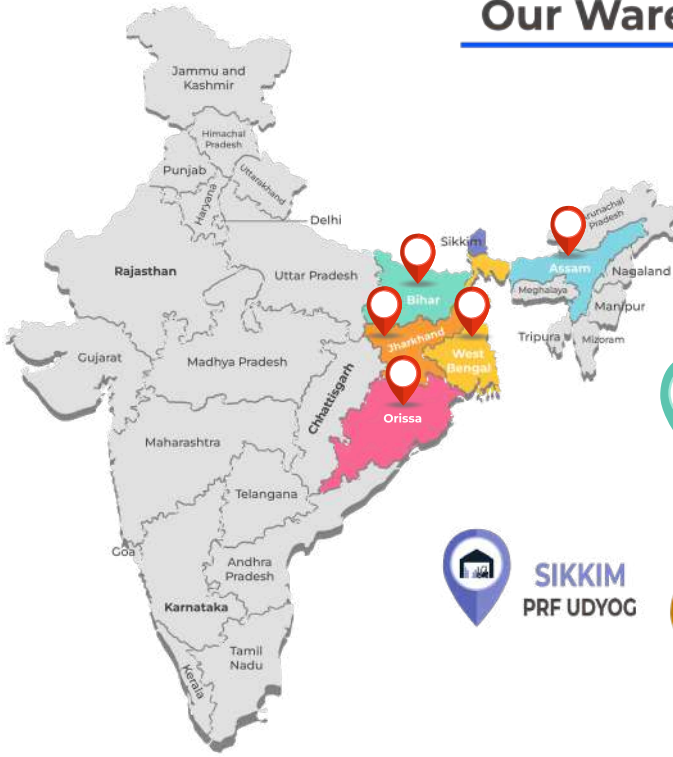 Our Ware
Jammu and
Kashmir
Himachal
Pradesh
Punjab
Uttarakhand
Haryana
Delhi
Rajasthan
Uttar Pradesh
Sikkim
Bihar
Assam
runachal
Pradesh
Nagaland
Meghalaya
Manipur
Tripura
Mizoram
Jharkhand
West
Bengal
Gujarat
Madhya Pradesh
Chhattisgarh
Orissa
Maharashtra
Telangana
Goa
Andhra
Pradesh
Karnataka
Tamil
Nadu
Kerala
SIKKIM
PRF UDYOG